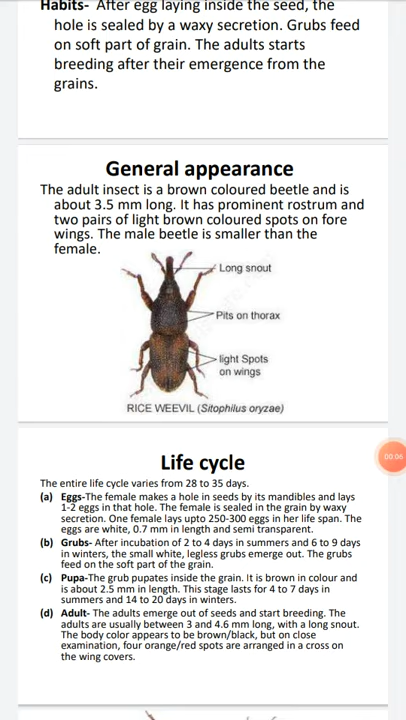 Habits- After egg laying inside the seed, the
hole is sealed by a waxy secretion. Grubs feed
on soft part of grain. The adults starts
breeding after their emergence from the
grains.
General appearance
The adult insect is a brown coloured beetle and is
about 3.5 mm long. It has prominent rostrum and
two pairs of light brown coloured spots on fore
wings. The male beetle is smaller than the
female.
Long snout
Pits on thorax
light Spots
on wings
RICE WEEVIL (Sitophilus oryzae)
00:06
Life cycle
The entire life cycle varies from 28 to 35 days.
(a) Eggs-The female makes a hole in seeds by its mandibles and lays
1-2 eggs in that hole. The female is sealed in the grain by waxy
secretion. One female lays upto 250-300 eggs in her life span. The
eggs are white, 0.7 mm in length and semi transparent.
(b) Grubs- After incubation of 2 to 4 days in summers and 6 to 9 days
in winters, the small white, legless grubs emerge out. The grubs
feed on the soft part of the grain.
(c) Pupa-The grub pupates inside the grain. It is brown in colour and
is about 2.5 mm in length. This stage lasts for 4 to 7 days in
summers and 14 to 20 days in winters.
(d) Adult- The adults emerge out of seeds and start breeding. The
adults are usually between 3 and 4.6 mm long, with a long snout.
The body color appears to be brown/black, but on close
examination, four orange/red spots are arranged in a cross on
the wing covers.